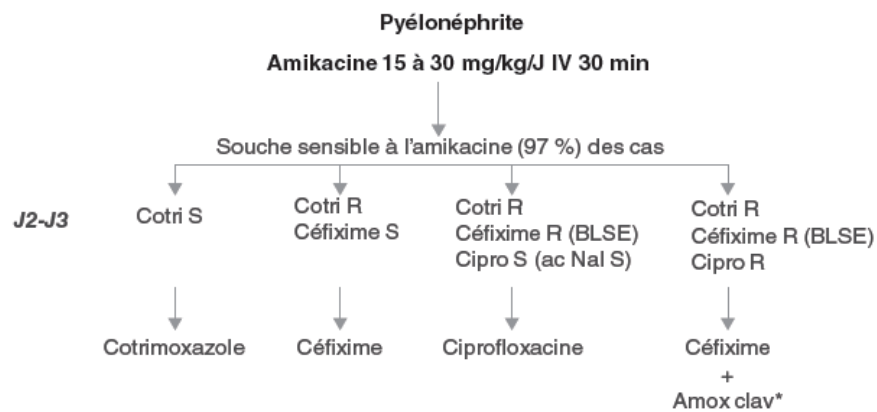 Pyélonéphrite
Amikacine 15 à 30 mg/kg/J IV 30 min
Souche sensible à l'amikacine (97 %) des cas
J2-J3
Cotri S
Cotri R
Céfixime S
Cotri R
Céfixime R (BLSE)
Cipro S (ac Nal S)
Cotri R
Céfixime R (BLSE)
Cipro R
Cotrimoxazole
Céfixime
Ciprofloxacine
Céfixime
+
Amox clav*